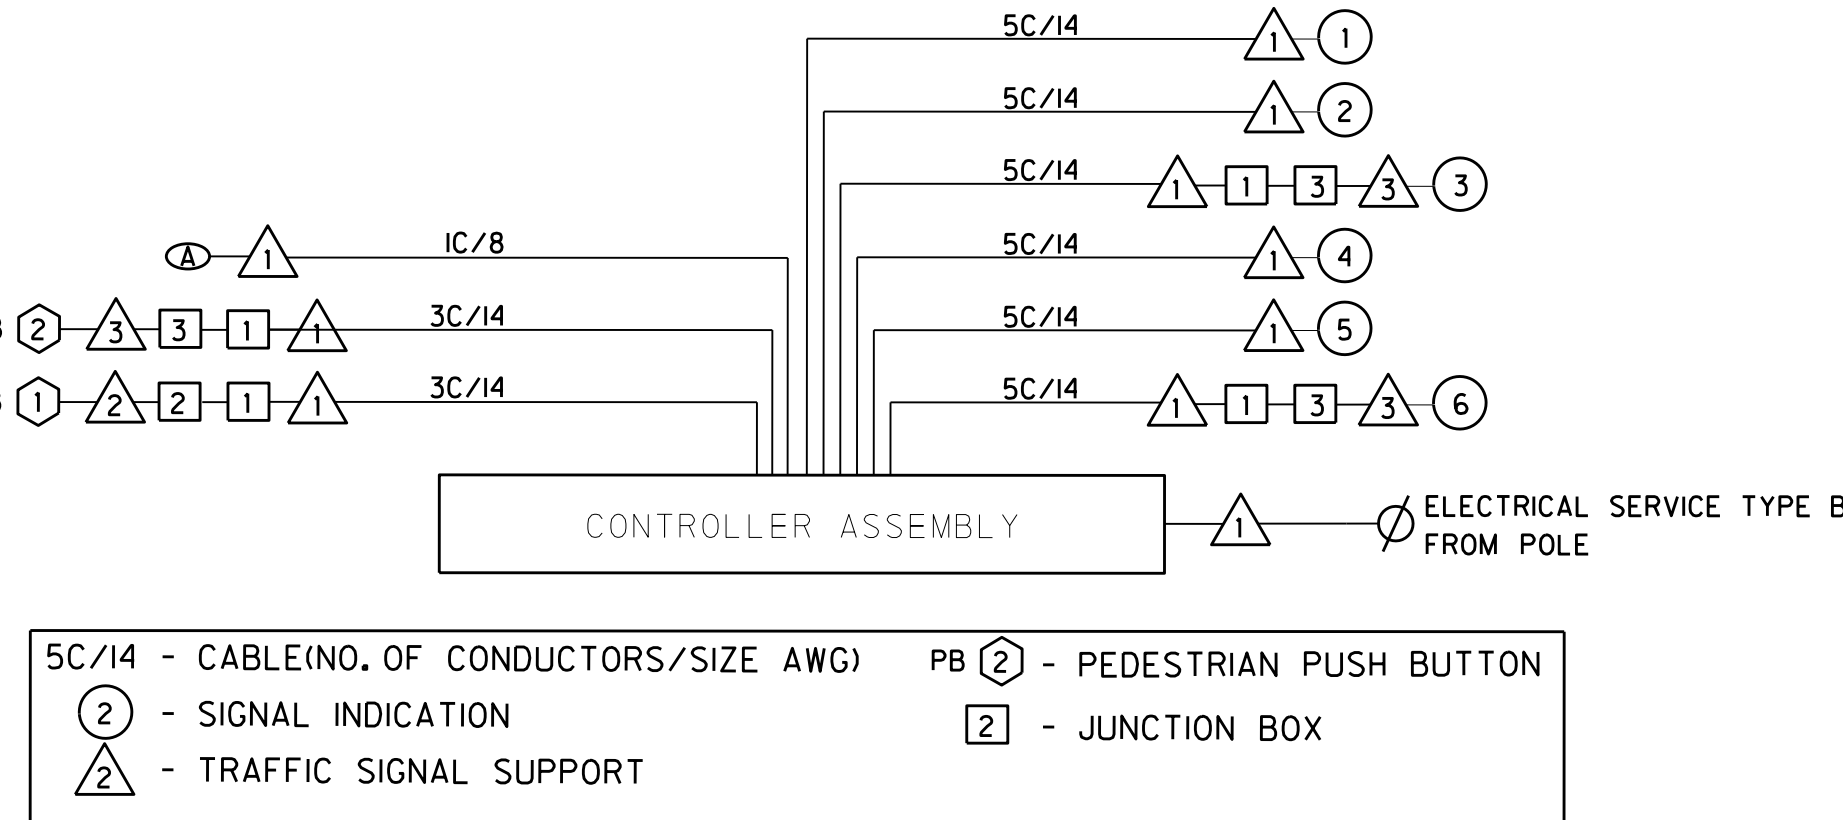 5C/14 1 1
5C/14 1 2
5C/14 1 1 3 3 3
A 1 1C/8 5C/14 1 4
2 3 3 1 1 3C/14 5C/14 1 5
1 2 2 1 1 3C/14 5C/14 1 1 3 3 6
CONTROLLER ASSEMBLY 1 ELECTRICAL SERVICE TYPE B
FROM POLE
5C/14 - CABLE(NO. OF CONDUCTORS/SIZE AWG) PB 2 - PEDESTRIAN PUSH BUTTON
2 - SIGNAL INDICATION 2 - JUNCTION BOX
2 - TRAFFIC SIGNAL SUPPORT